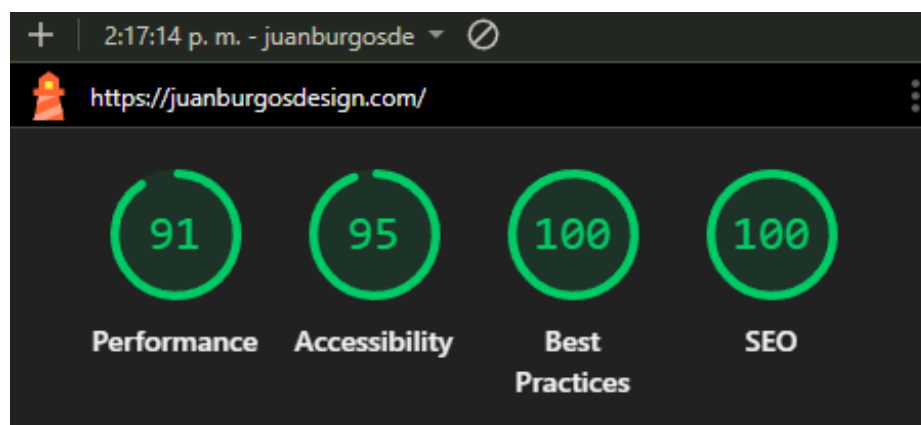 2:17:14 p. m. - juanburgosde
https://juanburgosdesign.com/
91 95 100 100
Performance Accessibility Best Practices SEO